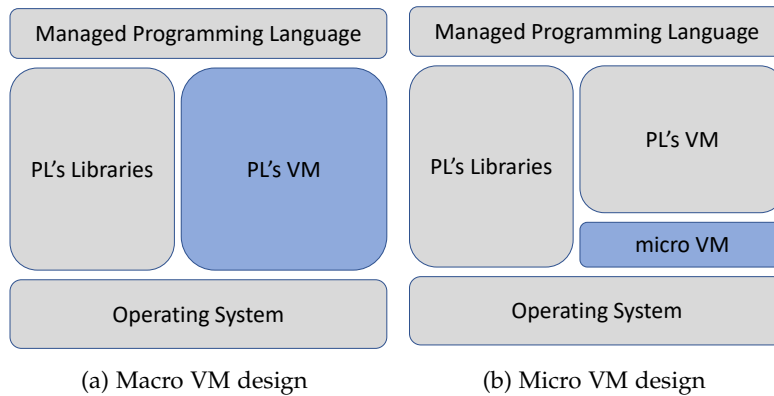 Managed Programming Language
PL's Libraries
PL's VM
Operating System
(a) Macro VM design
Managed Programming Language
PL's Libraries
PL's VM
micro VM
Operating System
(b) Micro VM design